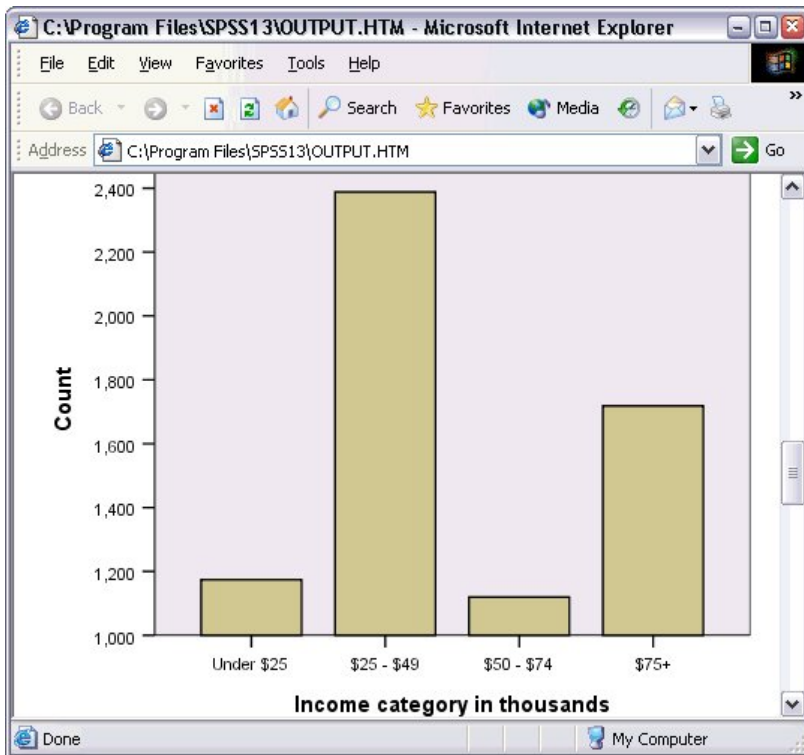 C:\Program Files\SPSS13\OUTPUT.HTM - Microsoft Internet Explorer
File Edit View Favorites Tools Help
Back Search Favorites Media »
Address C:\Program Files\SPSS13\OUTPUT.HTM Go
2,400
2,200
2,000
1,800
1,600
1,400
1,200
1,000
Count
Under $25 $25 - $49 $50 - $74 $75+
Income category in thousands
Done My Computer